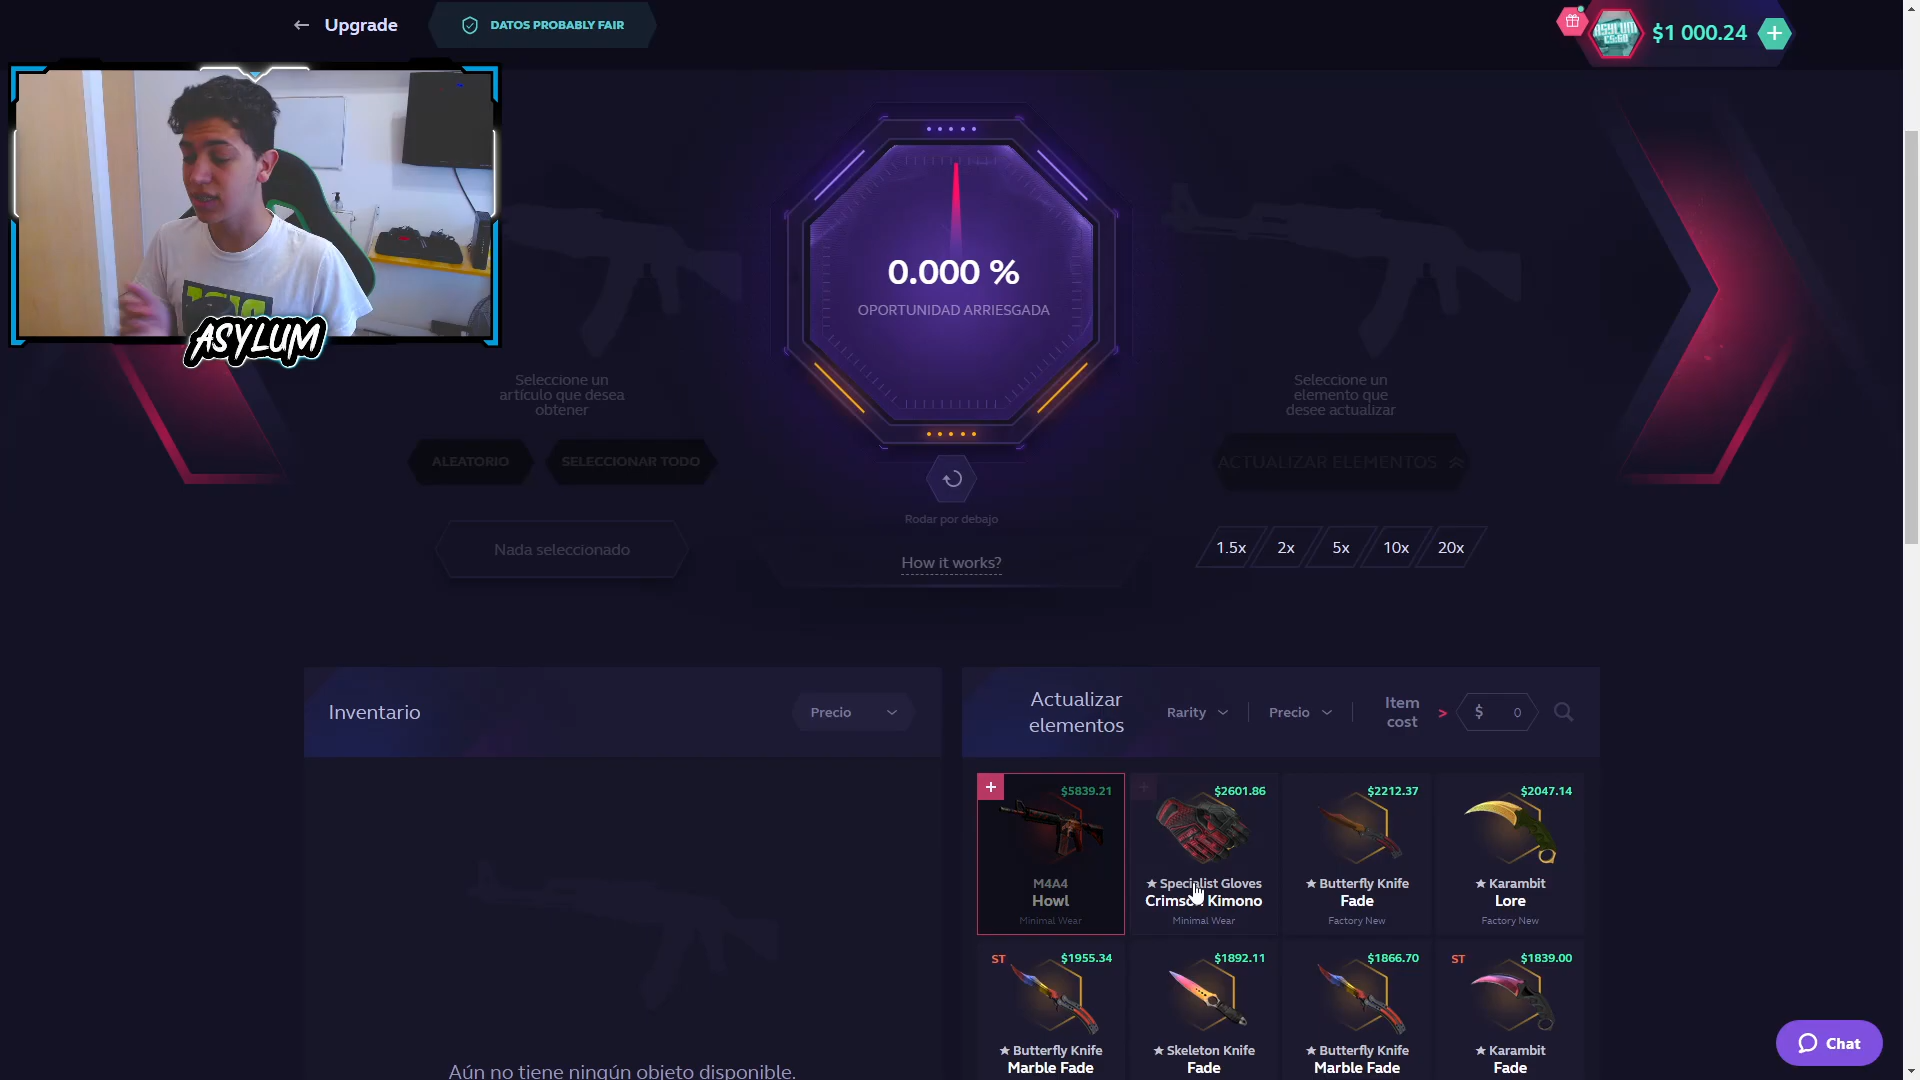 Upgrade
DATOS PROBABLY FAIR
ASYLUM
CS:GO
$1 000.24
ASYLUM
0.000 %
OPORTUNIDAD ARRIESGADA
Seleccione un
artículo que desea
obtener
Seleccione un
elemento que
desee actualizar
ALEATORIO
SELECCIONAR TODO
ACTUALIZAR ELEMENTOS
Nada seleccionado
Rodar por debajo
How it works?
1.5x
2x
5x
10x
20x
Inventario
Precio
Aún no tiene ningún objeto disponible.
Actualizar
elementos
Rarity
Precio
Item
cost
>
$ 0
$5839.21
M4A4
Howl
Minimal Wear
$2601.86
★ Specialist Gloves
Crimson Kimono
Minimal Wear
$2212.37
★ Butterfly Knife
Fade
Factory New
$2047.14
★ Karambit
Lore
Factory New
ST
$1955.34
★ Butterfly Knife
Marble Fade
$1892.11
★ Skeleton Knife
Fade
$1866.70
★ Butterfly Knife
Marble Fade
ST
$1839.00
★ Karambit
Fade
Chat